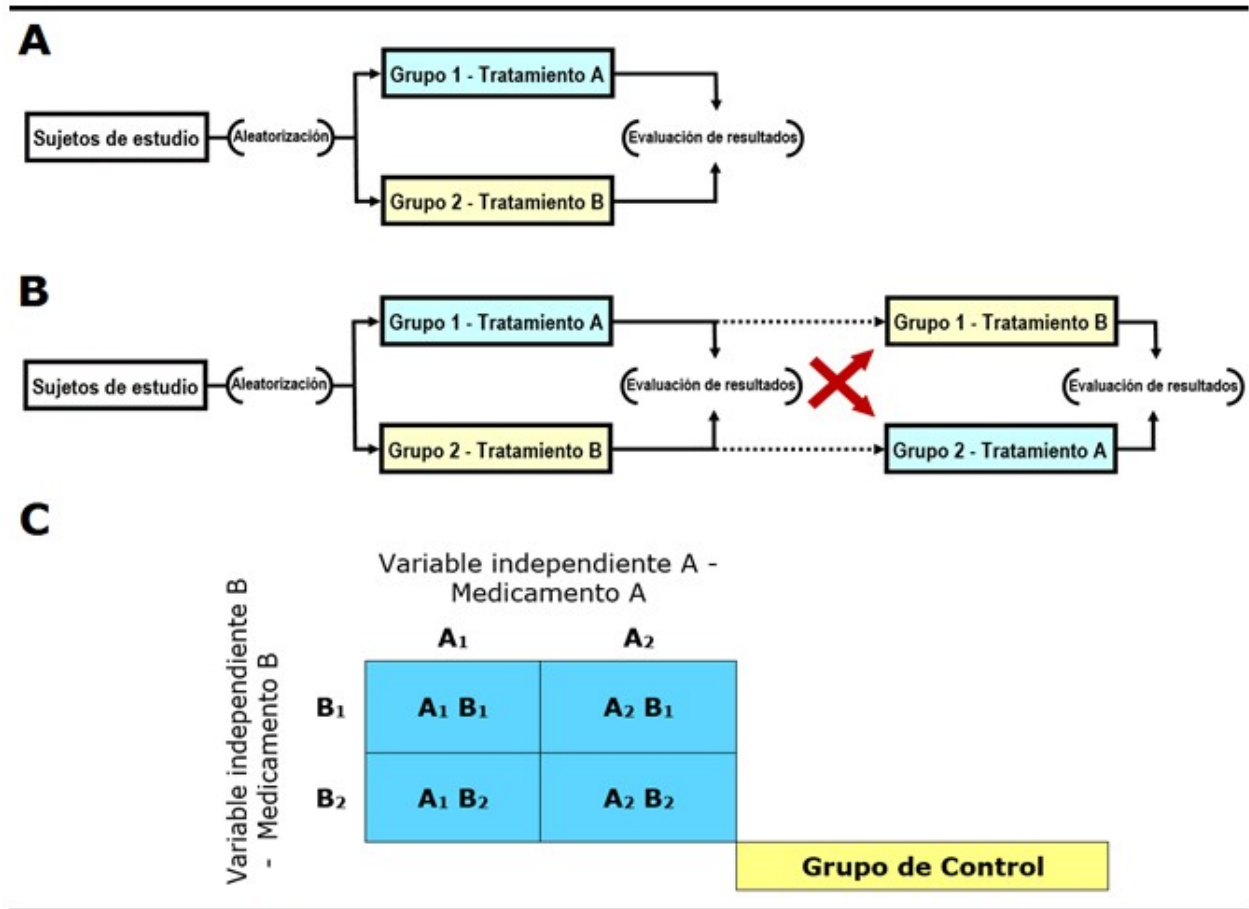 A
Grupo 1 - Tratamiento A
Sujetos de estudio
Aleatorización
Evaluación de resultados
Grupo 2 - Tratamiento B
B
Grupo 1 - Tratamiento A
Grupo 1 - Tratamiento B
Sujetos de estudio
Aleatorización
Evaluación de resultados
Evaluación de resultados
Grupo 2 - Tratamiento B
Grupo 2 - Tratamiento A
C
Variable independiente A -
Medicamento A
Variable independiente B
- Medicamento B
A₁
A₂
B₁
A₁ B₁
A₂ B₁
B₂
A₁ B₂
A₂ B₂
Grupo de Control